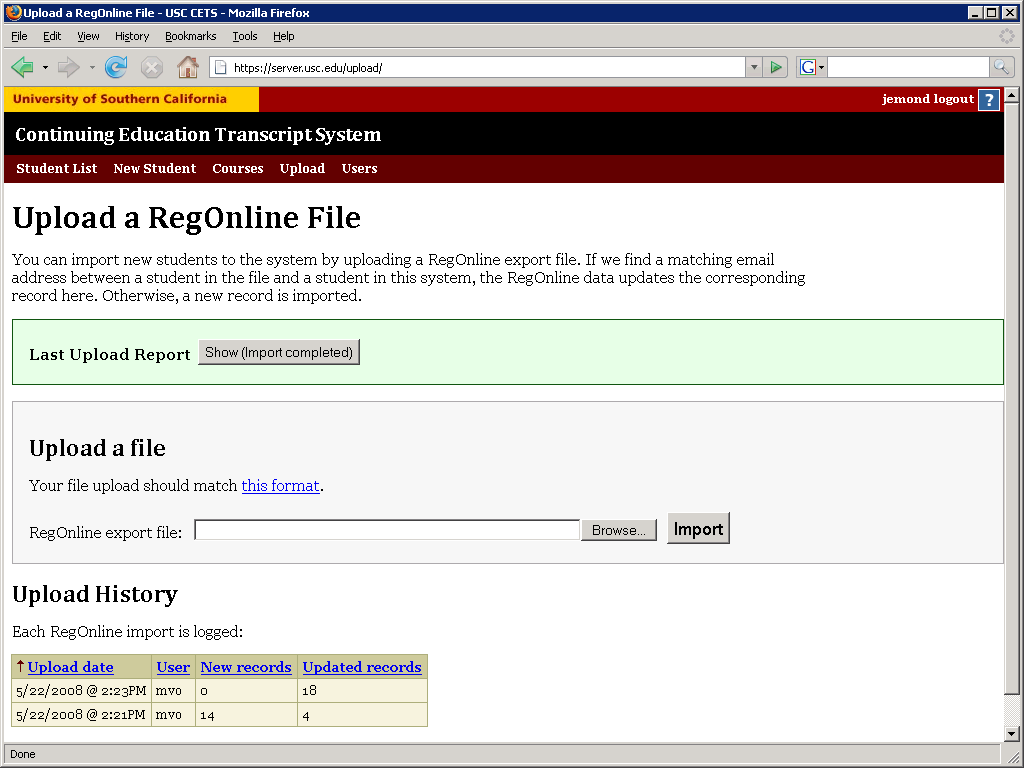 Upload a RegOnline File - USC CETS - Mozilla Firefox
File Edit View History Bookmarks Tools Help
https://server.usc.edu/upload/
G
University of Southern California
jemond logout ?
Continuing Education Transcript System
Student List New Student Courses Upload Users
Upload a RegOnline File
You can import new students to the system by uploading a RegOnline export file. If we find a matching email
address between a student in the file and a student in this system, the RegOnline data updates the corresponding
record here. Otherwise, a new record is imported.
Last Upload Report Show (Import completed)
Upload a file
Your file upload should match this format.
RegOnline export file: Browse... Import
Upload History
Each RegOnline import is logged:
↑ Upload date User New records Updated records
5/22/2008 @ 2:23PM mvo 0 18
5/22/2008 @ 2:21PM mvo 14 4
Done